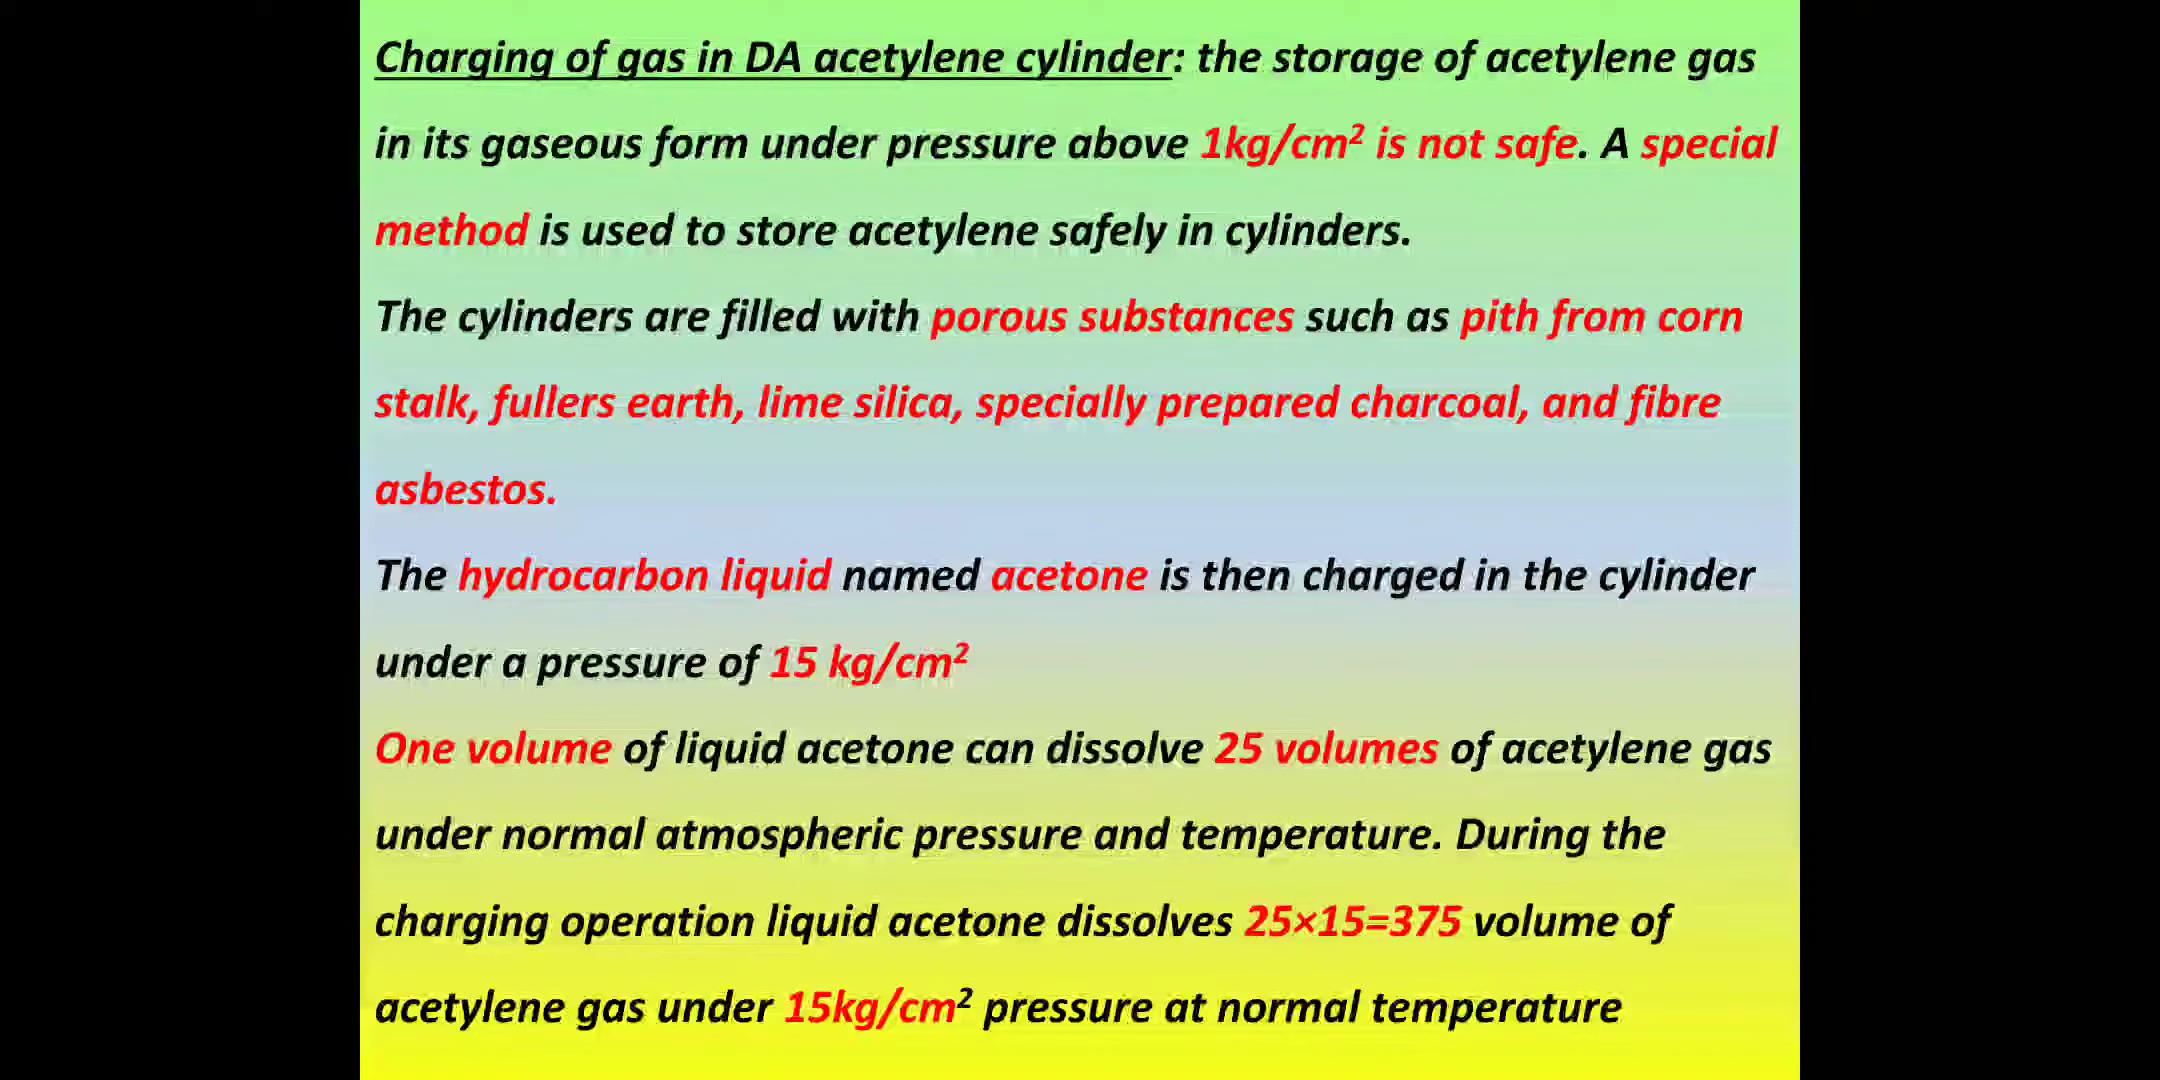 Charging of gas in DA acetylene cylinder: the storage of acetylene gas
in its gaseous form under pressure above 1kg/cm² is not safe. A special
method is used to store acetylene safely in cylinders.
The cylinders are filled with porous substances such as pith from corn
stalk, fullers earth, lime silica, specially prepared charcoal, and fibre
asbestos.
The hydrocarbon liquid named acetone is then charged in the cylinder
under a pressure of 15 kg/cm²
One volume of liquid acetone can dissolve 25 volumes of acetylene gas
under normal atmospheric pressure and temperature. During the
charging operation liquid acetone dissolves 25×15=375 volume of
acetylene gas under 15kg/cm² pressure at normal temperature